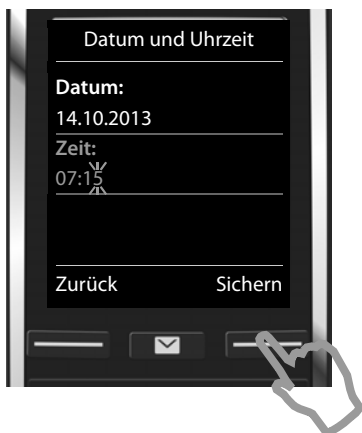 Datum und Uhrzeit
Datum:
14.10.2013
Zeit:
07:15
Zurück Sichern